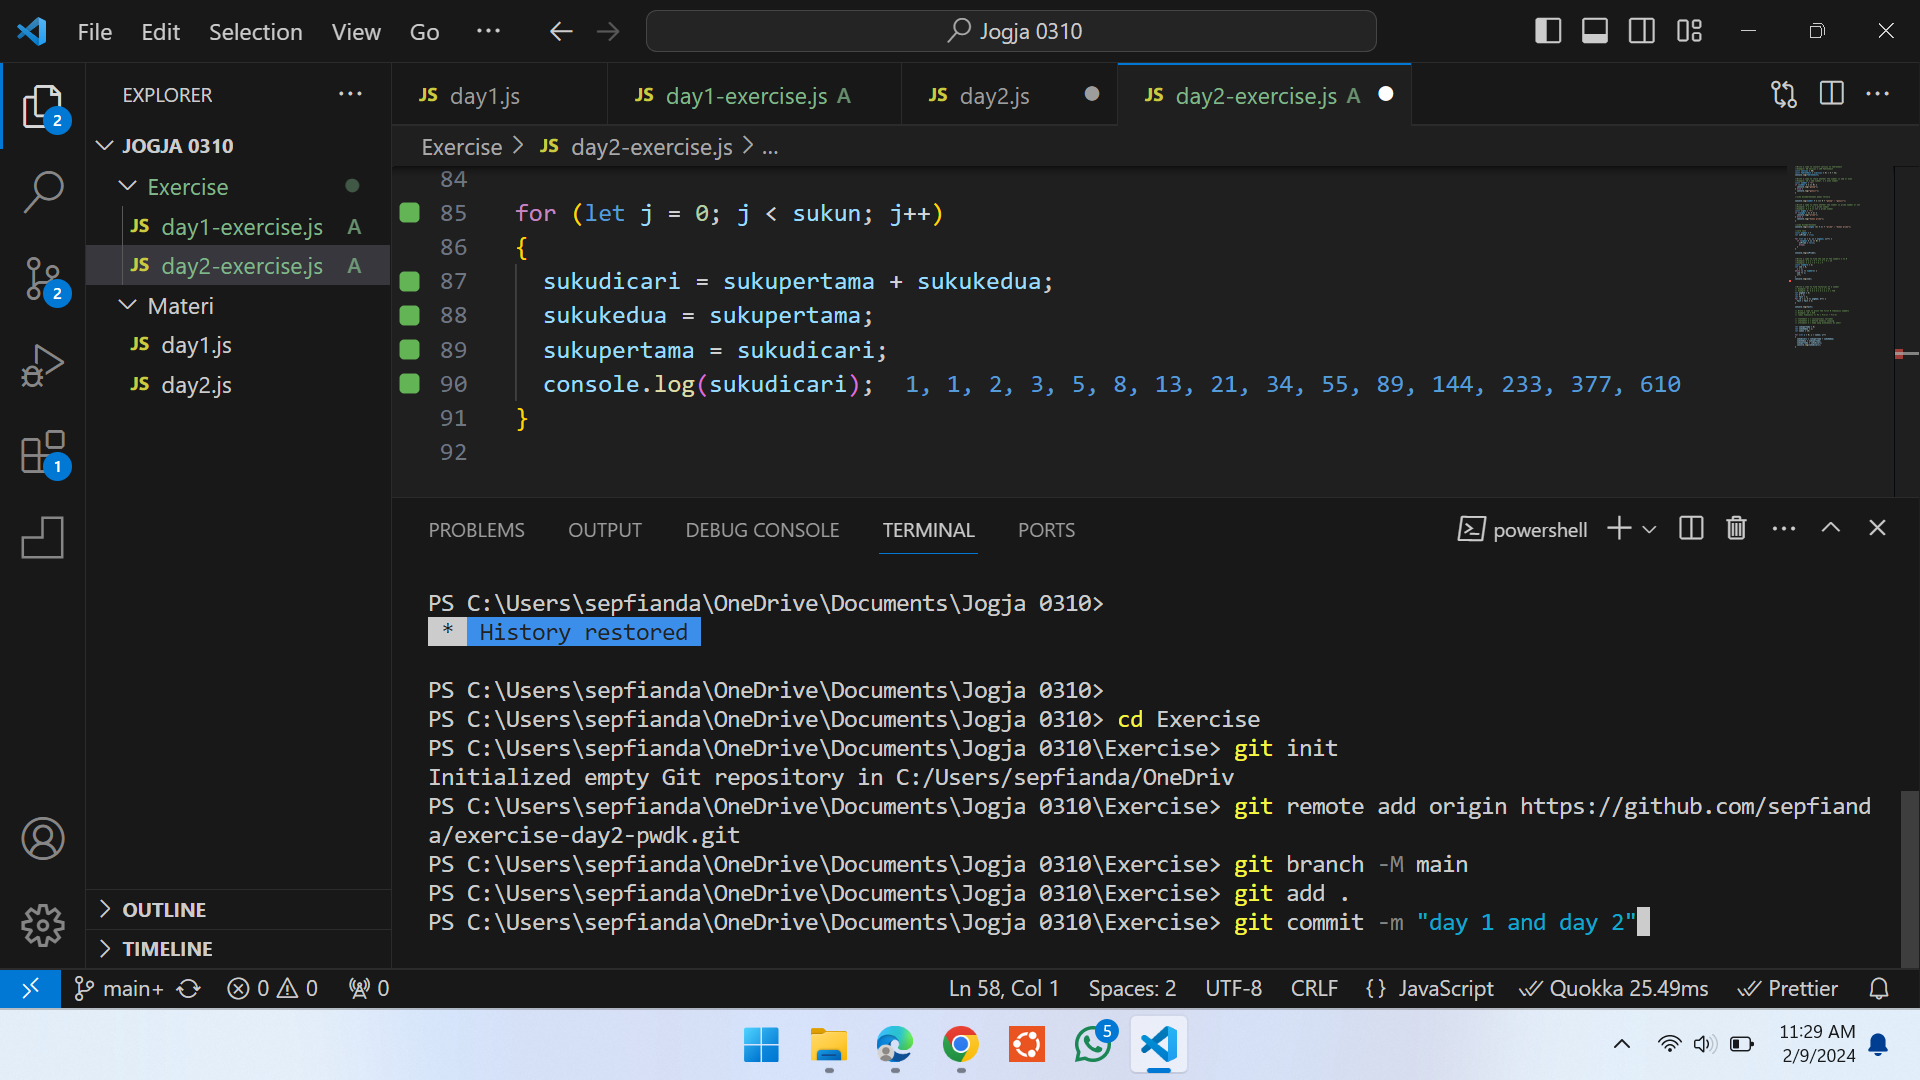 File Edit Selection View Go ··· Jogja 0310
EXPLORER ···
JS day1.js JS day1-exercise.js A JS day2.js JS day2-exercise.js A
JOGJA 0310
Exercise
JS day1-exercise.js A
JS day2-exercise.js A
Materi
JS day1.js
JS day2.js
OUTLINE
TIMELINE
2
2
1
Exercise > JS day2-exercise.js > ...
84
85 for (let j = 0; j < sukun; j++)
86 {
87 sukudicari = sukupertama + sukukedua;
88 sukukedua = sukupertama;
89 sukupertama = sukudicari;
90 console.log(sukudicari); 1, 1, 2, 3, 5, 8, 13, 21, 34, 55, 89, 144, 233, 377, 610
91 }
92
PROBLEMS OUTPUT DEBUG CONSOLE TERMINAL PORTS powershell
PS C:\Users\sepfianda\OneDrive\Documents\Jogja 0310>
* History restored
PS C:\Users\sepfianda\OneDrive\Documents\Jogja 0310>
PS C:\Users\sepfianda\OneDrive\Documents\Jogja 0310> cd Exercise
PS C:\Users\sepfianda\OneDrive\Documents\Jogja 0310\Exercise> git init
Initialized empty Git repository in C:/Users/sepfianda/OneDriv
PS C:\Users\sepfianda\OneDrive\Documents\Jogja 0310\Exercise> git remote add origin https://github.com/sepfiand
a/exercise-day2-pwdk.git
PS C:\Users\sepfianda\OneDrive\Documents\Jogja 0310\Exercise> git branch -M main
PS C:\Users\sepfianda\OneDrive\Documents\Jogja 0310\Exercise> git add .
PS C:\Users\sepfianda\OneDrive\Documents\Jogja 0310\Exercise> git commit -m "day 1 and day 2"
main+ 0 0 0 Ln 58, Col 1 Spaces: 2 UTF-8 CRLF {} JavaScript Quokka 25.49ms Prettier
5
11:29 AM
2/9/2024